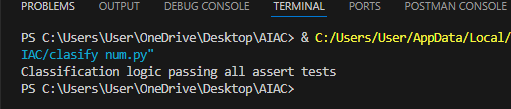 PROBLEMS OUTPUT DEBUG CONSOLE TERMINAL PORTS POSTMAN CONSOLE
PS C:\Users\User\OneDrive\Desktop\AIAC> & C:/Users/User/AppData/Local/
IAC/clasify num.py"
Classification logic passing all assert tests
PS C:\Users\User\OneDrive\Desktop\AIAC>